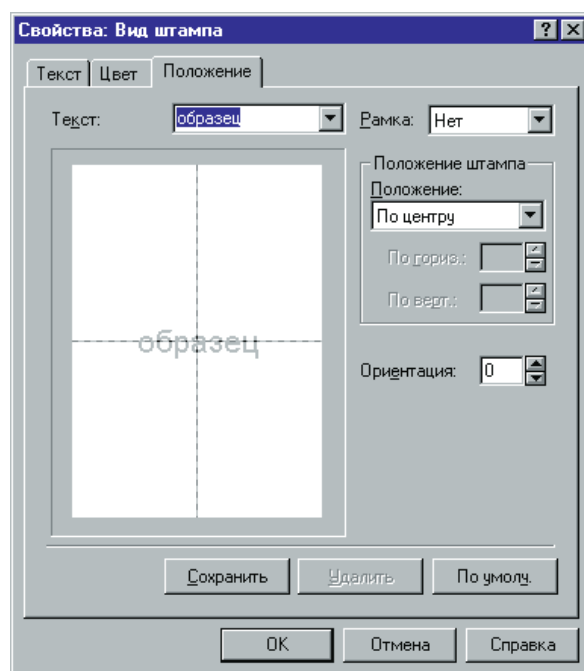 Свойства: Вид штампа
Текст Цвет Положение
Текст: образец Рамка: Нет
Положение штампа
Положение:
По центру
По гориз.:
По верт.:
образец
Ориентация: 0
Сохранить Удалить По умолч.
OK Отмена Справка